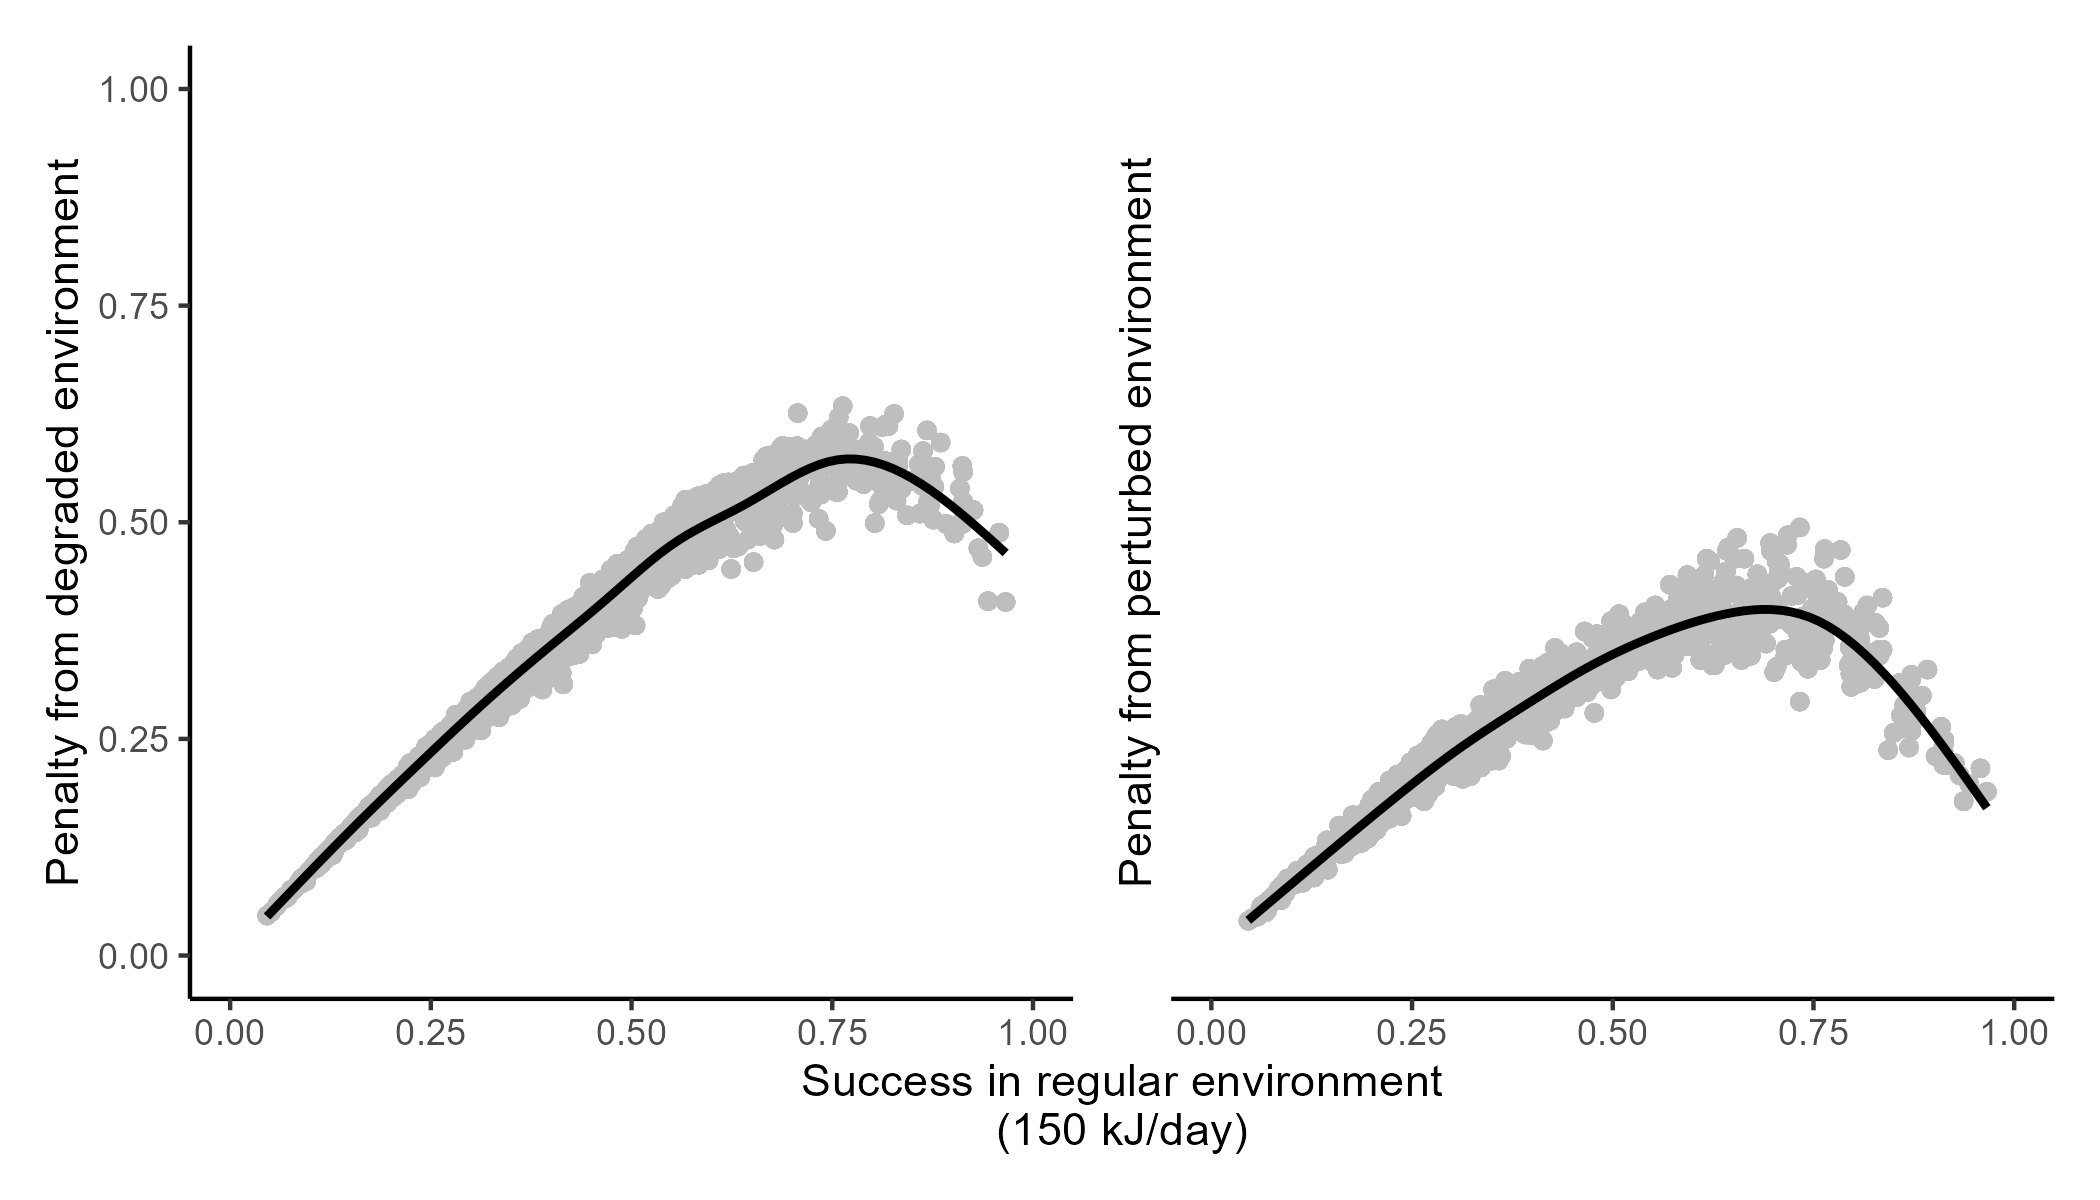 Penalty from degraded environment
1.00
0.75
0.50
0.25
0.00
0.00 0.25 0.50 0.75 1.00
Penalty from perturbed environment
0.00 0.25 0.50 0.75 1.00
Success in regular environment
(150 kJ/day)